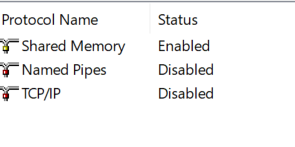 Protocol Name Status
Shared Memory Enabled
Named Pipes Disabled
TCP/IP Disabled